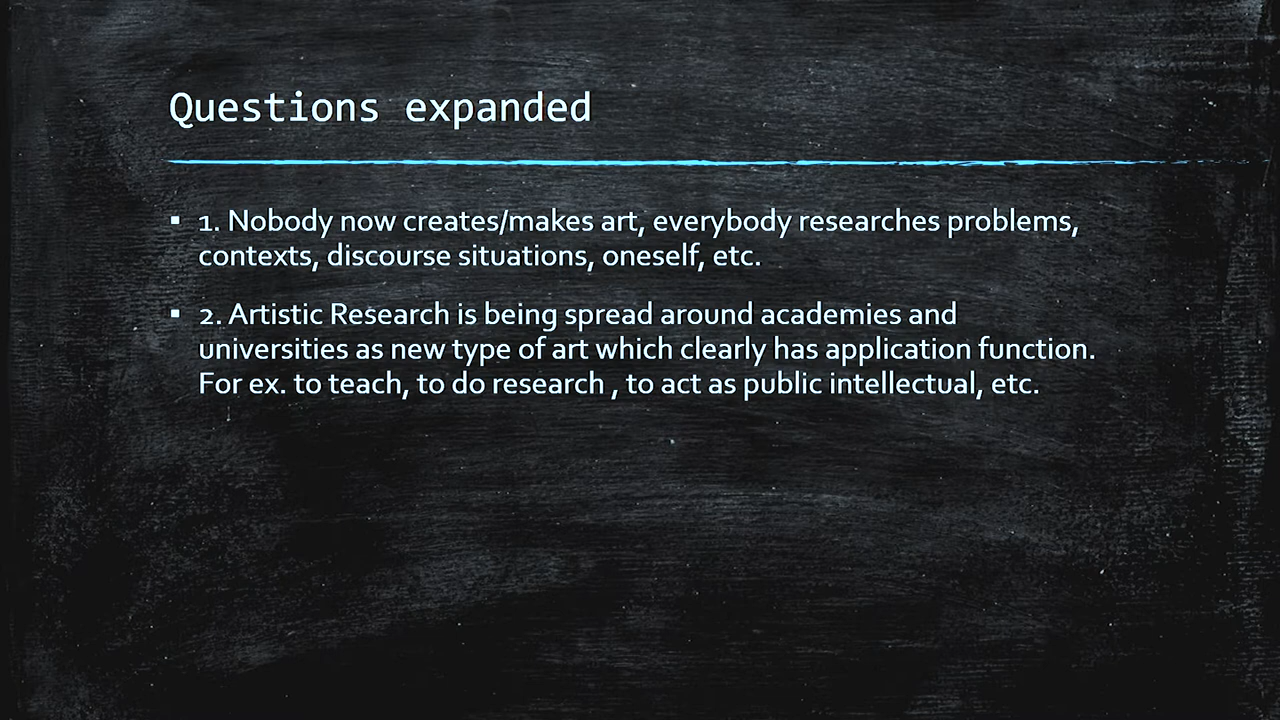 Questions expanded
▪ 1. Nobody now creates/makes art, everybody researches problems,
contexts, discourse situations, oneself, etc.
▪ 2. Artistic Research is being spread around academies and
universities as new type of art which clearly has application function.
For ex. to teach, to do research , to act as public intellectual, etc.